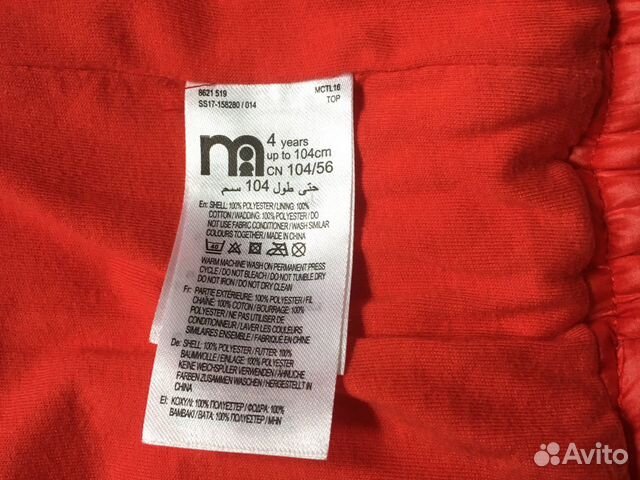 8621 519
MCTL16
SS17-158280 / 014
TOP
4 years
up to 104cm
CN 104/56
حتى طول 104 سم
En: SHELL: 100% POLYESTER / LINING: 100%
COTTON / WADDING: 100% POLYESTER / DO
NOT USE FABRIC CONDITIONER / WASH SIMILAR
COLOURS TOGETHER / MADE IN CHINA
40
WARM MACHINE WASH ON PERMANENT PRESS
CYCLE / DO NOT BLEACH / DO NOT TUMBLE DRY
DO NOT IRON / DO NOT DRY CLEAN
Fr: PARTIE EXTÉRIEURE: 100% POLYESTER / FIL
CHAÎNE: 100% COTON / BOURRAGE: 100%
POLYESTER / NE PAS UTILISER DE
CONDITIONNEUR / LAVER LES COULEURS
SIMILAIRES ENSEMBLE / FABRIQUÉ EN CHINE
De: SHELL: 100% POLYESTER / FUTTER: 100%
BAUMWOLLE / EINLAGE: 100% POLYESTER
KEINE WEICHSPÜLER VERWENDEN / ÄHNLICHE
FARBEN ZUSAMMEN WASCHEN / HERGESTELLT IN
CHINA
El: ΚΟΧΥΛΙ: 100% ΠΟΛΥΕΣΤΕΡ / ΦΟΔΡΑ: 100%
ΒΑΜΒΑΚΙ / ΒΑΤΑ: 100% ΠΟΛΥΕΣΤΕΡ / ΜΗΝ
Avito